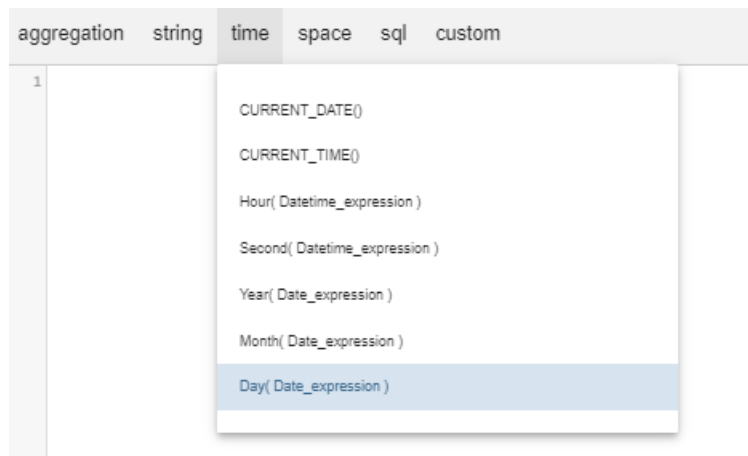 aggregation string time space sql custom
1
CURRENT_DATE()
CURRENT_TIME()
Hour( Datetime_expression )
Second( Datetime_expression )
Year( Date_expression )
Month( Date_expression )
Day( Date_expression )